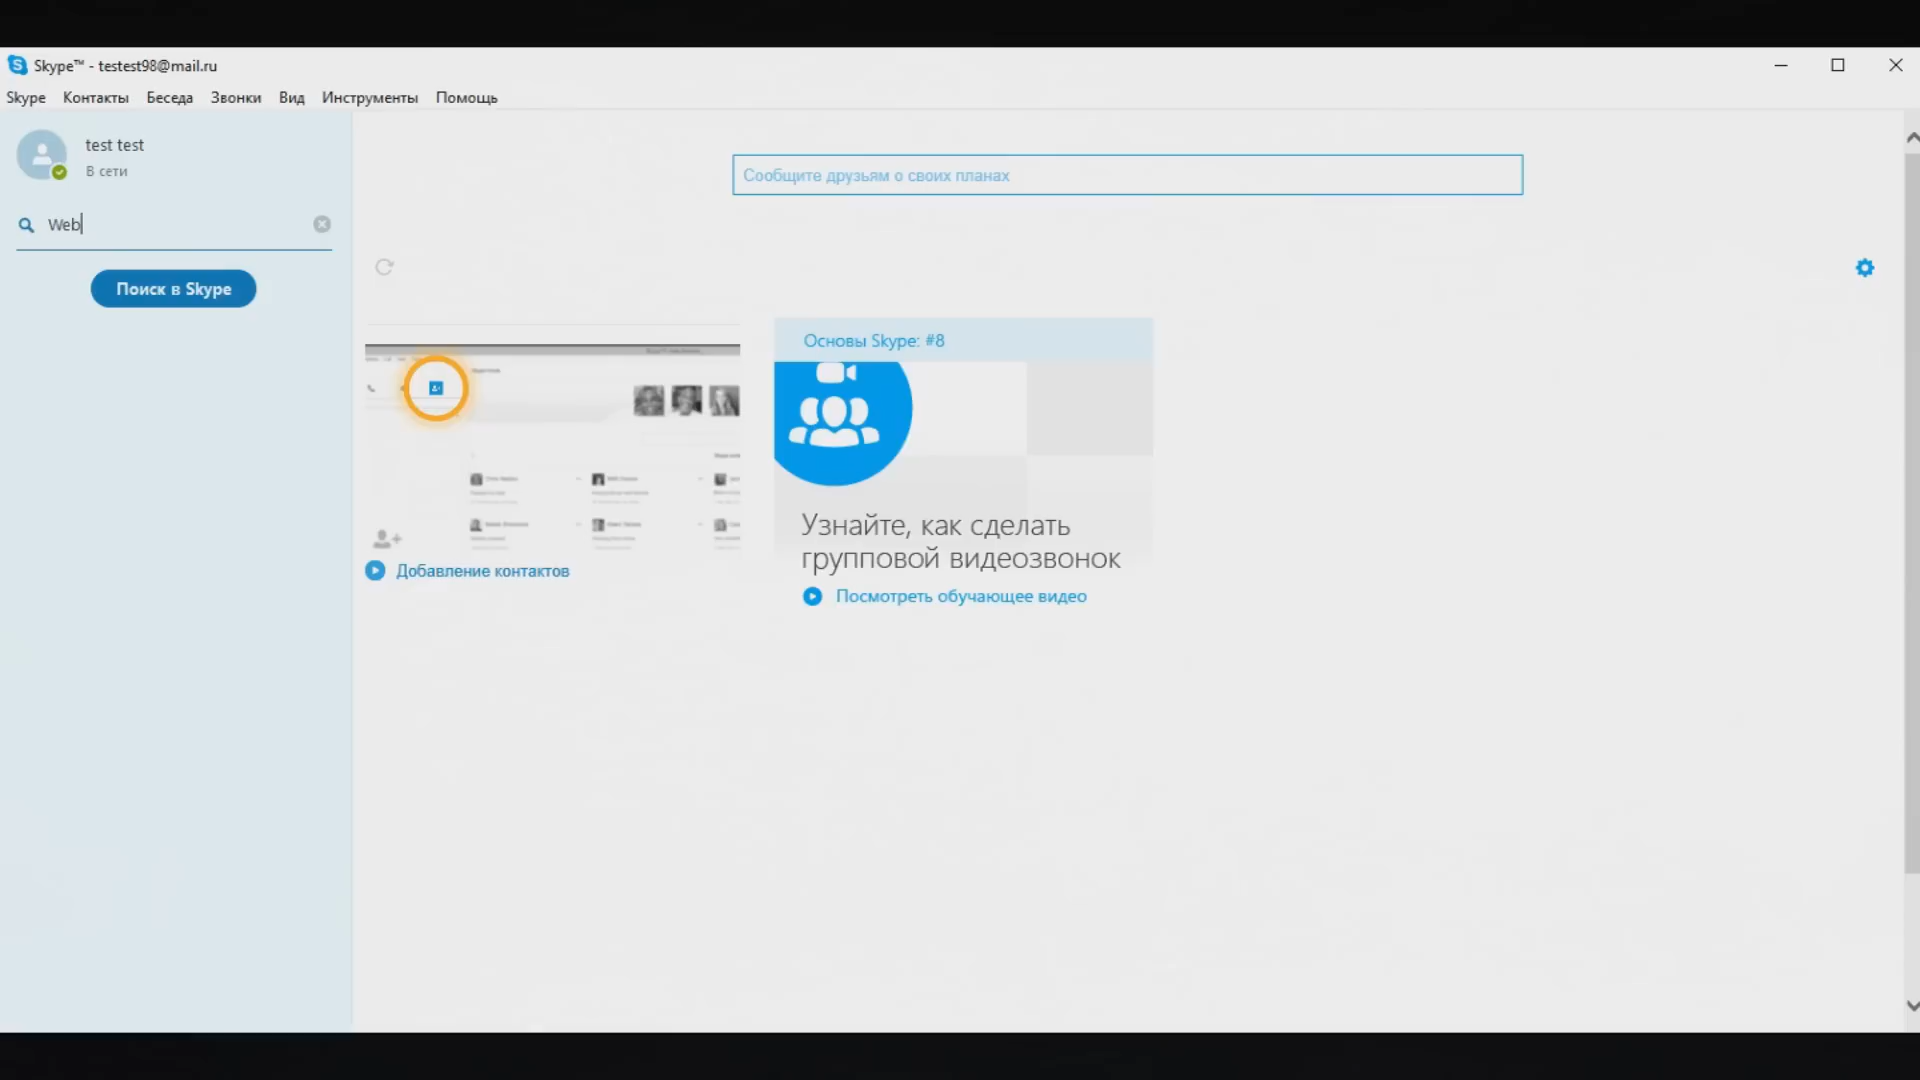 Skype™ - testest98@mail.ru
Skype Контакты Беседа Звонки Вид Инструменты Помощь
test test
В сети
Web
Поиск в Skype
Сообщите друзьям о своих планах
Добавление контактов
Основы Skype: #8
Узнайте, как сделать
групповой видеозвонок
Посмотреть обучающее видео